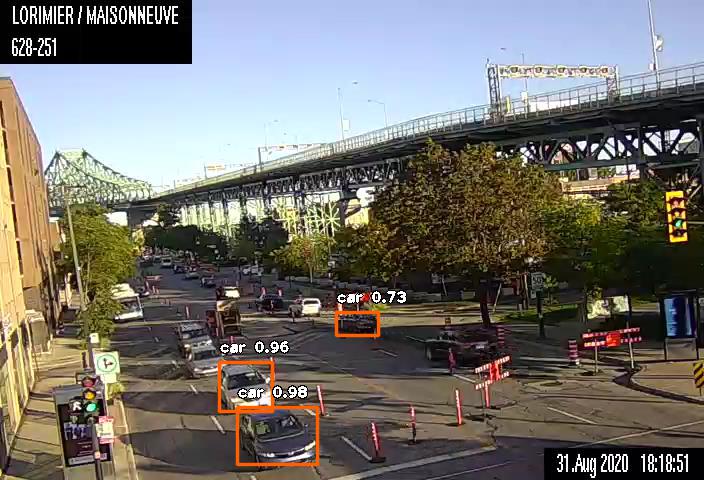 LORIMIER / MAISONNEUVE
628-251
car 0.73
car 0.96
car 0.98
31.Aug 2020 18:18:51